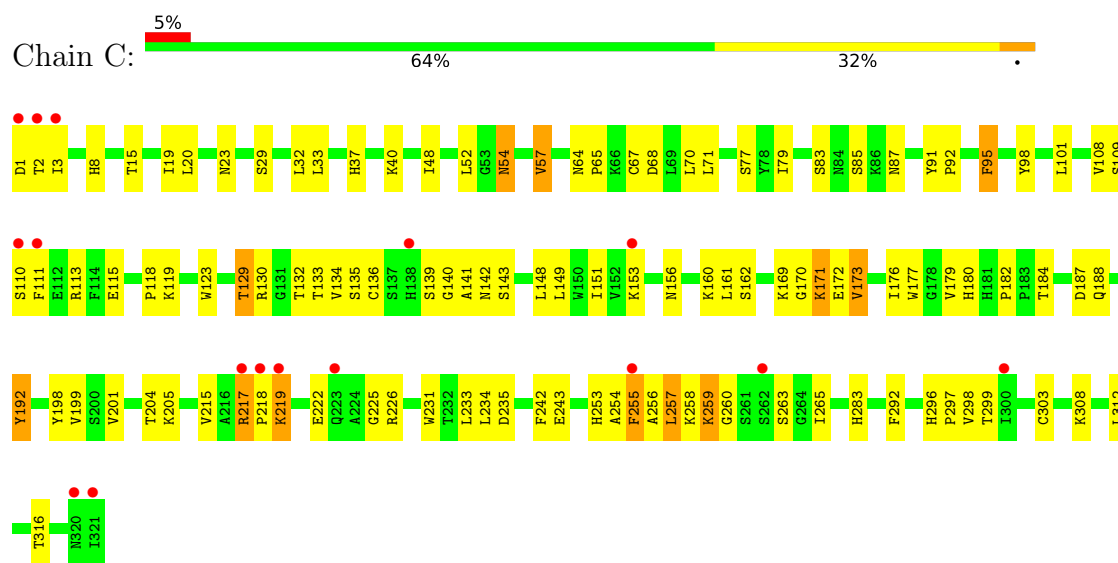 5%
Chain C:
64% 32% •
D1 T2 I3 H8 T15 I19 L20 N23 S29 L32 L33 H37 K40 I48 L52 G53 N54 V57 N64 P65 K66 C67 D68 L69 L70 L71 S77 Y78 I79 S83 N84 S85 K86 N87 Y91 P92 F95 Y98 L101 V108 S109
S110 F111 E112 R113 F114 E115 P118 K119 W123 T129 R130 G131 T132 T133 V134 S135 C136 S137 H138 S139 G140 A141 N142 S143 L148 L149 W150 I151 V152 K153 N156 K160 L161 S162 K169 G170 K171 E172 V173 I176 W177 G178 V179 H180 H181 P182 P183 T184 D187 Q188
Y192 Y198 V199 S200 V201 T204 K205 V215 A216 R217 P218 K219 E222 Q223 A224 G225 R226 W231 T232 L233 L234 D235 F242 E243 H253 A254 F255 A256 L257 K258 K259 G260 S261 S262 S263 G264 I265 H283 F292 H296 P297 V298 T299 I300 C303 K308 L312
T316 N320 I321